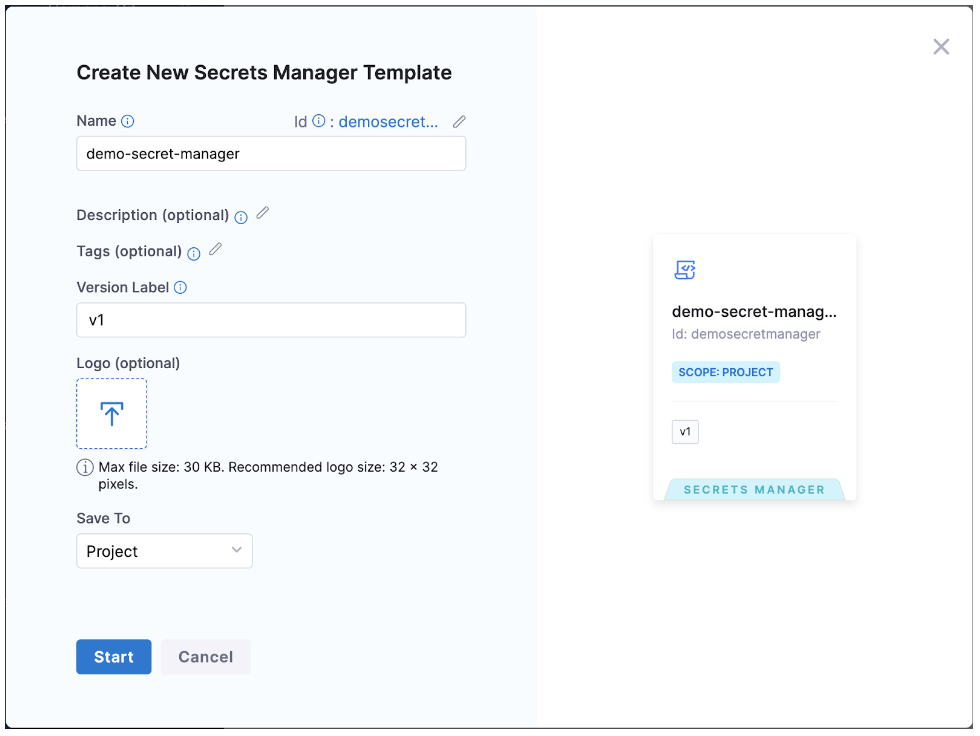 Create New Secrets Manager Template
Name Id : demosecret...
demo-secret-manager
Description (optional)
Tags (optional)
Version Label
v1
Logo (optional)
Max file size: 30 KB. Recommended logo size: 32 × 32
pixels.
Save To
Project
Start Cancel
demo-secret-manag...
Id: demosecretmanager
SCOPE: PROJECT
v1
SECRETS MANAGER